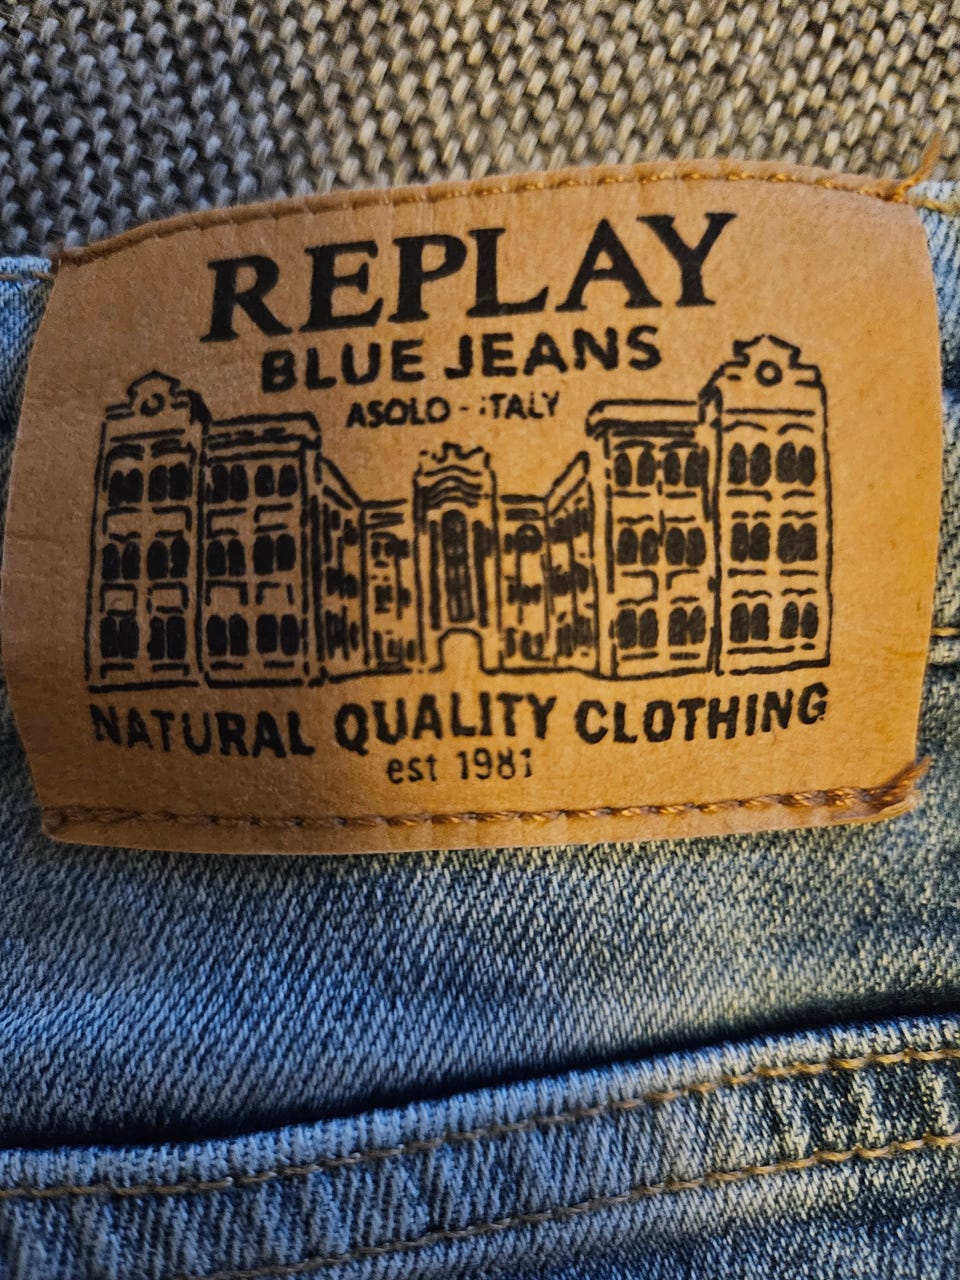 REPLAY
BLUE JEANS
ASOLO - ITALY
NATURAL QUALITY CLOTHING
est 1981